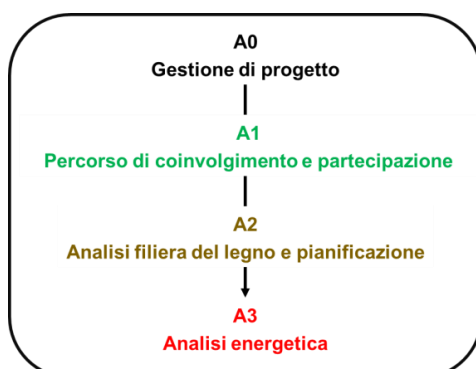 A0
Gestione di progetto
A1
Percorso di coinvolgimento e partecipazione
A2
Analisi filiera del legno e pianificazione
A3
Analisi energetica